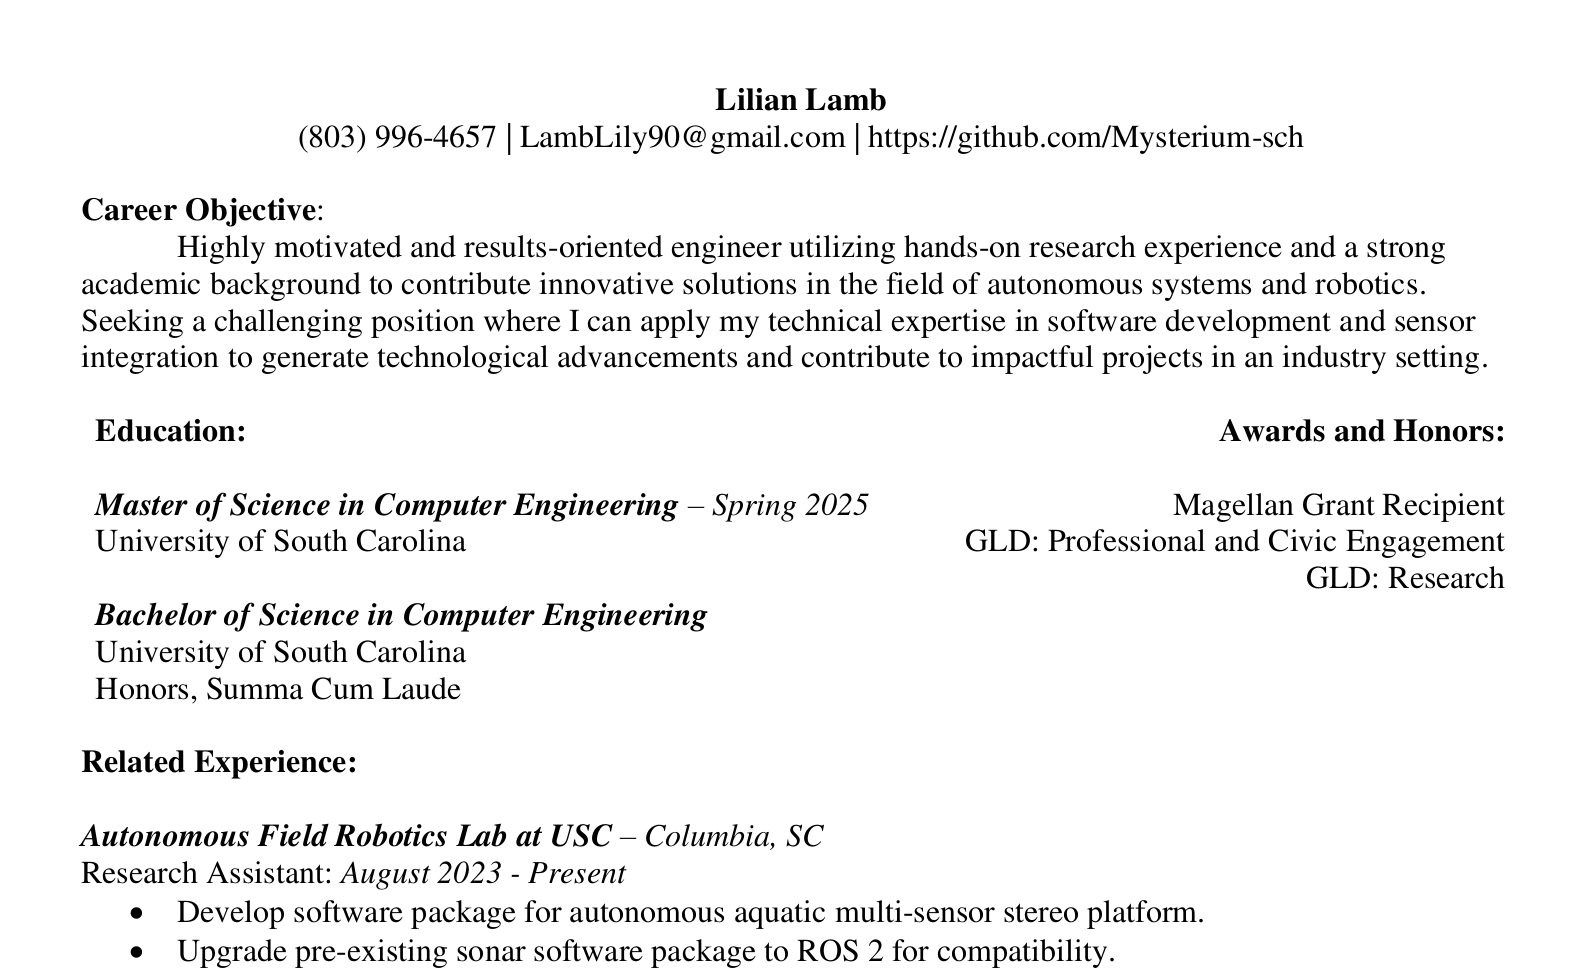 Lilian Lamb
(803) 996-4657 | LambLily90@gmail.com | https://github.com/Mysterium-sch
Career Objective:
Highly motivated and results-oriented engineer utilizing hands-on research experience and a strong
academic background to contribute innovative solutions in the field of autonomous systems and robotics.
Seeking a challenging position where I can apply my technical expertise in software development and sensor
integration to generate technological advancements and contribute to impactful projects in an industry setting.
Education:
Master of Science in Computer Engineering – Spring 2025
University of South Carolina
Bachelor of Science in Computer Engineering
University of South Carolina
Honors, Summa Cum Laude
Awards and Honors:
Magellan Grant Recipient
GLD: Professional and Civic Engagement
GLD: Research
Related Experience:
Autonomous Field Robotics Lab at USC – Columbia, SC
Research Assistant: August 2023 - Present
• Develop software package for autonomous aquatic multi-sensor stereo platform.
• Upgrade pre-existing sonar software package to ROS 2 for compatibility.